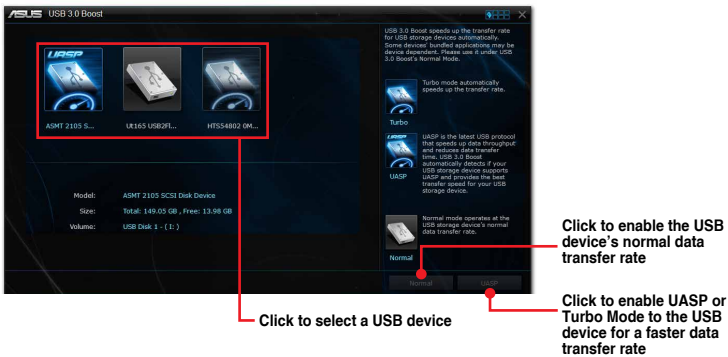 ASUS USB 3.0 Boost
UASP
ASMT 2105 S...
Ut165 USB2Fl...
HTS54802 0M...
Model: ASMT 2105 SCSI Disk Device
Size: Total: 149.05 GB , Free: 13.98 GB
Volume: USB Disk 1 - ( I: )
USB 3.0 Boost speeds up the transfer rate
for USB storage devices automatically.
Some devices' bundled applications may be
device dependent. Please use it under USB
3.0 Boost's Normal Mode.
Turbo mode automatically
speeds up the transfer rate.
Turbo
UASP is the latest USB protocol
that speeds up data throughput
and reduces data transfer
time. USB 3.0 Boost
automatically detects if your
USB storage device supports
UASP and provides the best
transfer speed for your USB
storage device.
UASP
UASP
Normal mode operates at the
USB storage device's normal
data transfer rate.
Normal
Normal
UASP
Click to select a USB device
Click to enable the USB
device's normal data
transfer rate
Click to enable UASP or
Turbo Mode to the USB
device for a faster data
transfer rate